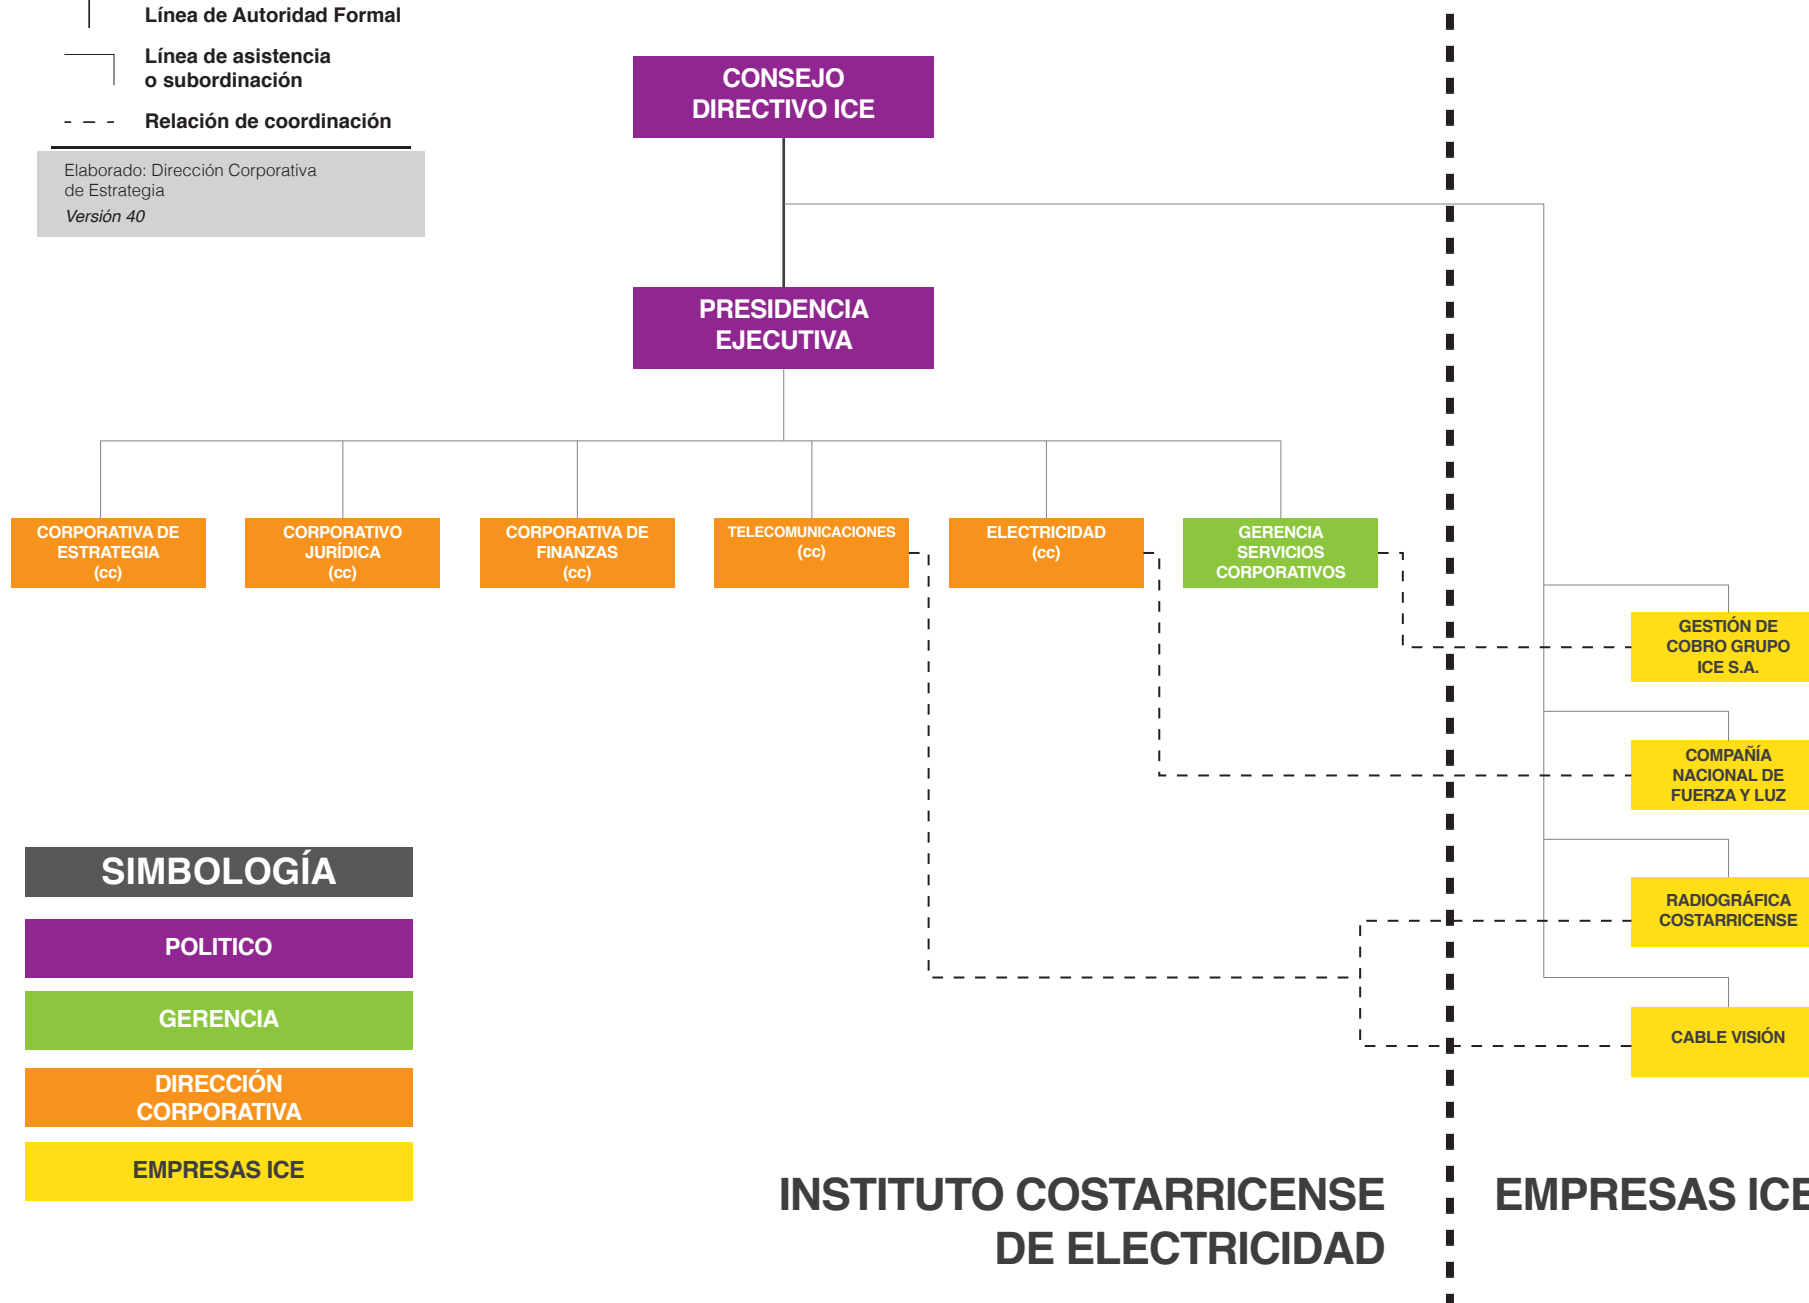 Línea de Autoridad Formal
Línea de asistencia
o subordinación
Relación de coordinación
Elaborado: Dirección Corporativa
de Estrategia
Versión 40
CONSEJO
DIRECTIVO ICE
PRESIDENCIA
EJECUTIVA
CORPORATIVA DE
ESTRATEGIA
(cc)
CORPORATIVO
JURÍDICA
(cc)
CORPORATIVA DE
FINANZAS
(cc)
TELECOMUNICACIONES
(cc)
ELECTRICIDAD
(cc)
GERENCIA
SERVICIOS
CORPORATIVOS
GESTIÓN DE
COBRO GRUPO
ICE S.A.
COMPAÑÍA
NACIONAL DE
FUERZA Y LUZ
RADIOGRÁFICA
COSTARRICENSE
CABLE VISIÓN
SIMBOLOGÍA
POLITICO
GERENCIA
DIRECCIÓN
CORPORATIVA
EMPRESAS ICE
INSTITUTO COSTARRICENSE
DE ELECTRICIDAD
EMPRESAS ICE